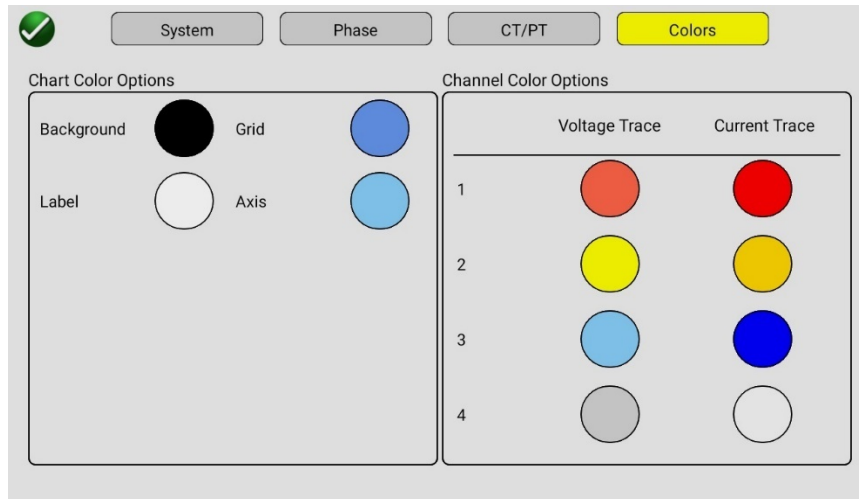 System Phase CT/PT Colors
Chart Color Options
Background Grid
Label Axis
Channel Color Options
Voltage Trace Current Trace
1
2
3
4